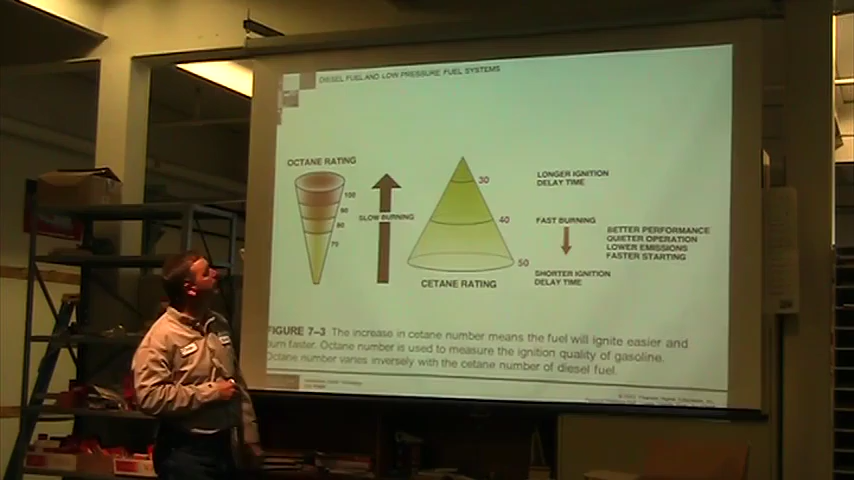 DIESEL FUEL AND LOW PRESSURE FUEL SYSTEMS
OCTANE RATING
100
90
80
70
SLOW BURNING
30
40
50
CETANE RATING
LONGER IGNITION
DELAY TIME
FAST BURNING
SHORTER IGNITION
DELAY TIME
BETTER PERFORMANCE
QUIETER OPERATION
LOWER EMISSIONS
FASTER STARTING
FIGURE 7–3 The increase in cetane number means the fuel will ignite easier and
burn faster. Octane number is used to measure the ignition quality of gasoline.
Octane number varies inversely with the cetane number of diesel fuel.